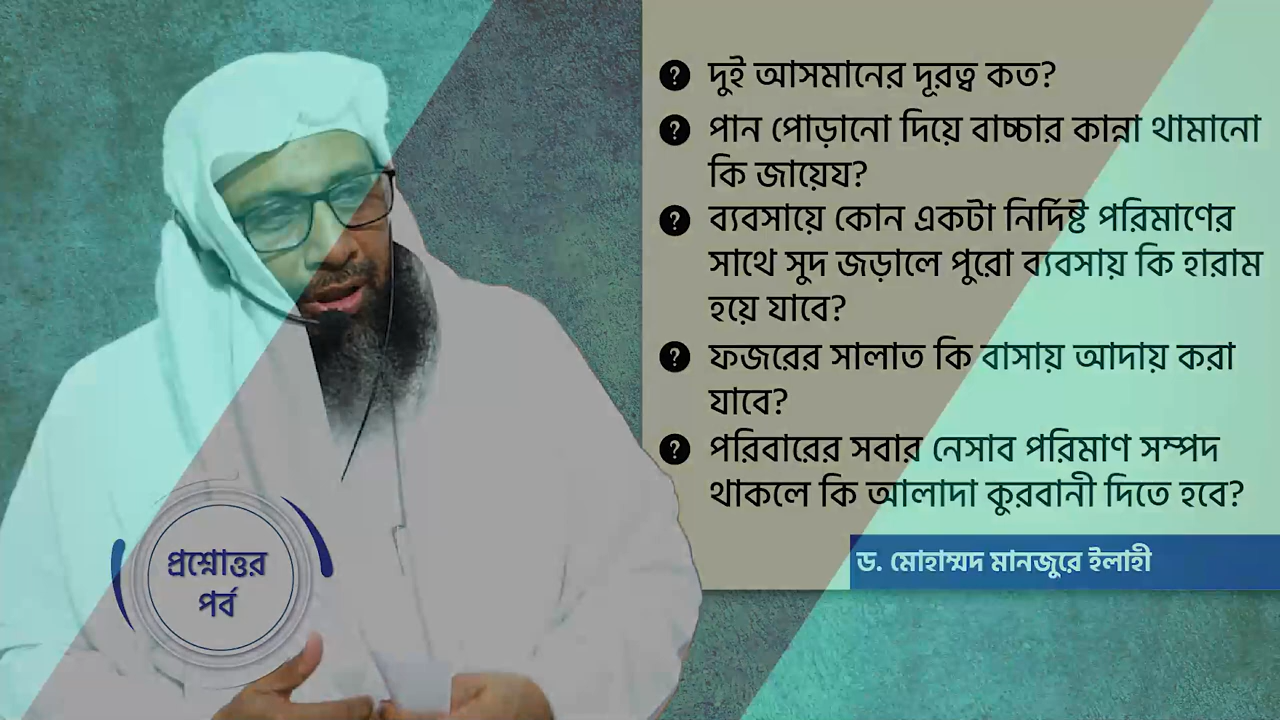 দুই আসমানের দূরত্ব কত?
পান পোড়ানো দিয়ে বাচ্চার কান্না থামানো
কি জায়েয?
ব্যবসায়ে কোন একটা নির্দিষ্ট পরিমাণের
সাথে সুদ জড়ালে পুরো ব্যবসায় কি হারাম
হয়ে যাবে?
ফজরের সালাত কি বাসায় আদায় করা
যাবে?
পরিবারের সবার নেসাব পরিমাণ সম্পদ
থাকলে কি আলাদা কুরবানী দিতে হবে?
ড. মোহাম্মদ মানজুরে ইলাহী
প্রশ্নোত্তর
পর্ব